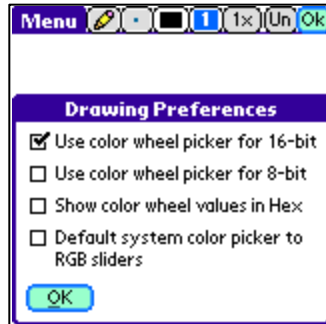 Menu 1 1x Un Ok
Drawing Preferences
Use color wheel picker for 16-bit
Use color wheel picker for 8-bit
Show color wheel values in Hex
Default system color picker to
RGB sliders
OK